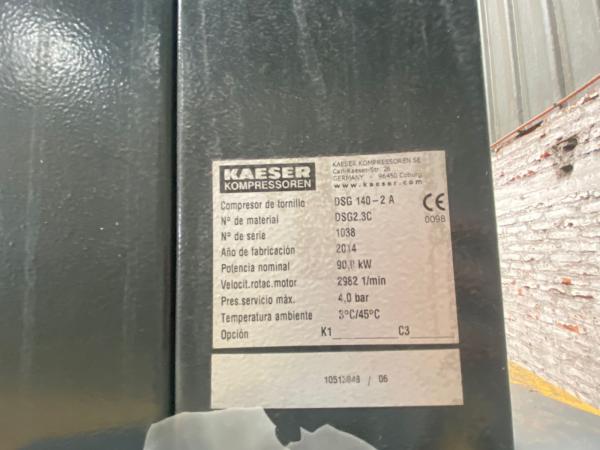 KAESER
KOMPRESSOREN
KAESER KOMPRESSOREN SE
Carl-Kaeser-Str. 26
GERMANY - 96450 Coburg
www.kaeser.com
Compresor de tornillo DSG 140-2 A
CE
0098
Nº de material DSG2.3C
Nº de serie 1038
Año de fabricación 2014
Potencia nominal 90,0 kW
Velocit.rotac.motor 2982 1/min
Pres.servicio máx. 4,0 bar
Temperatura ambiente 3°C/45°C
Opción K1 C3
/ 06